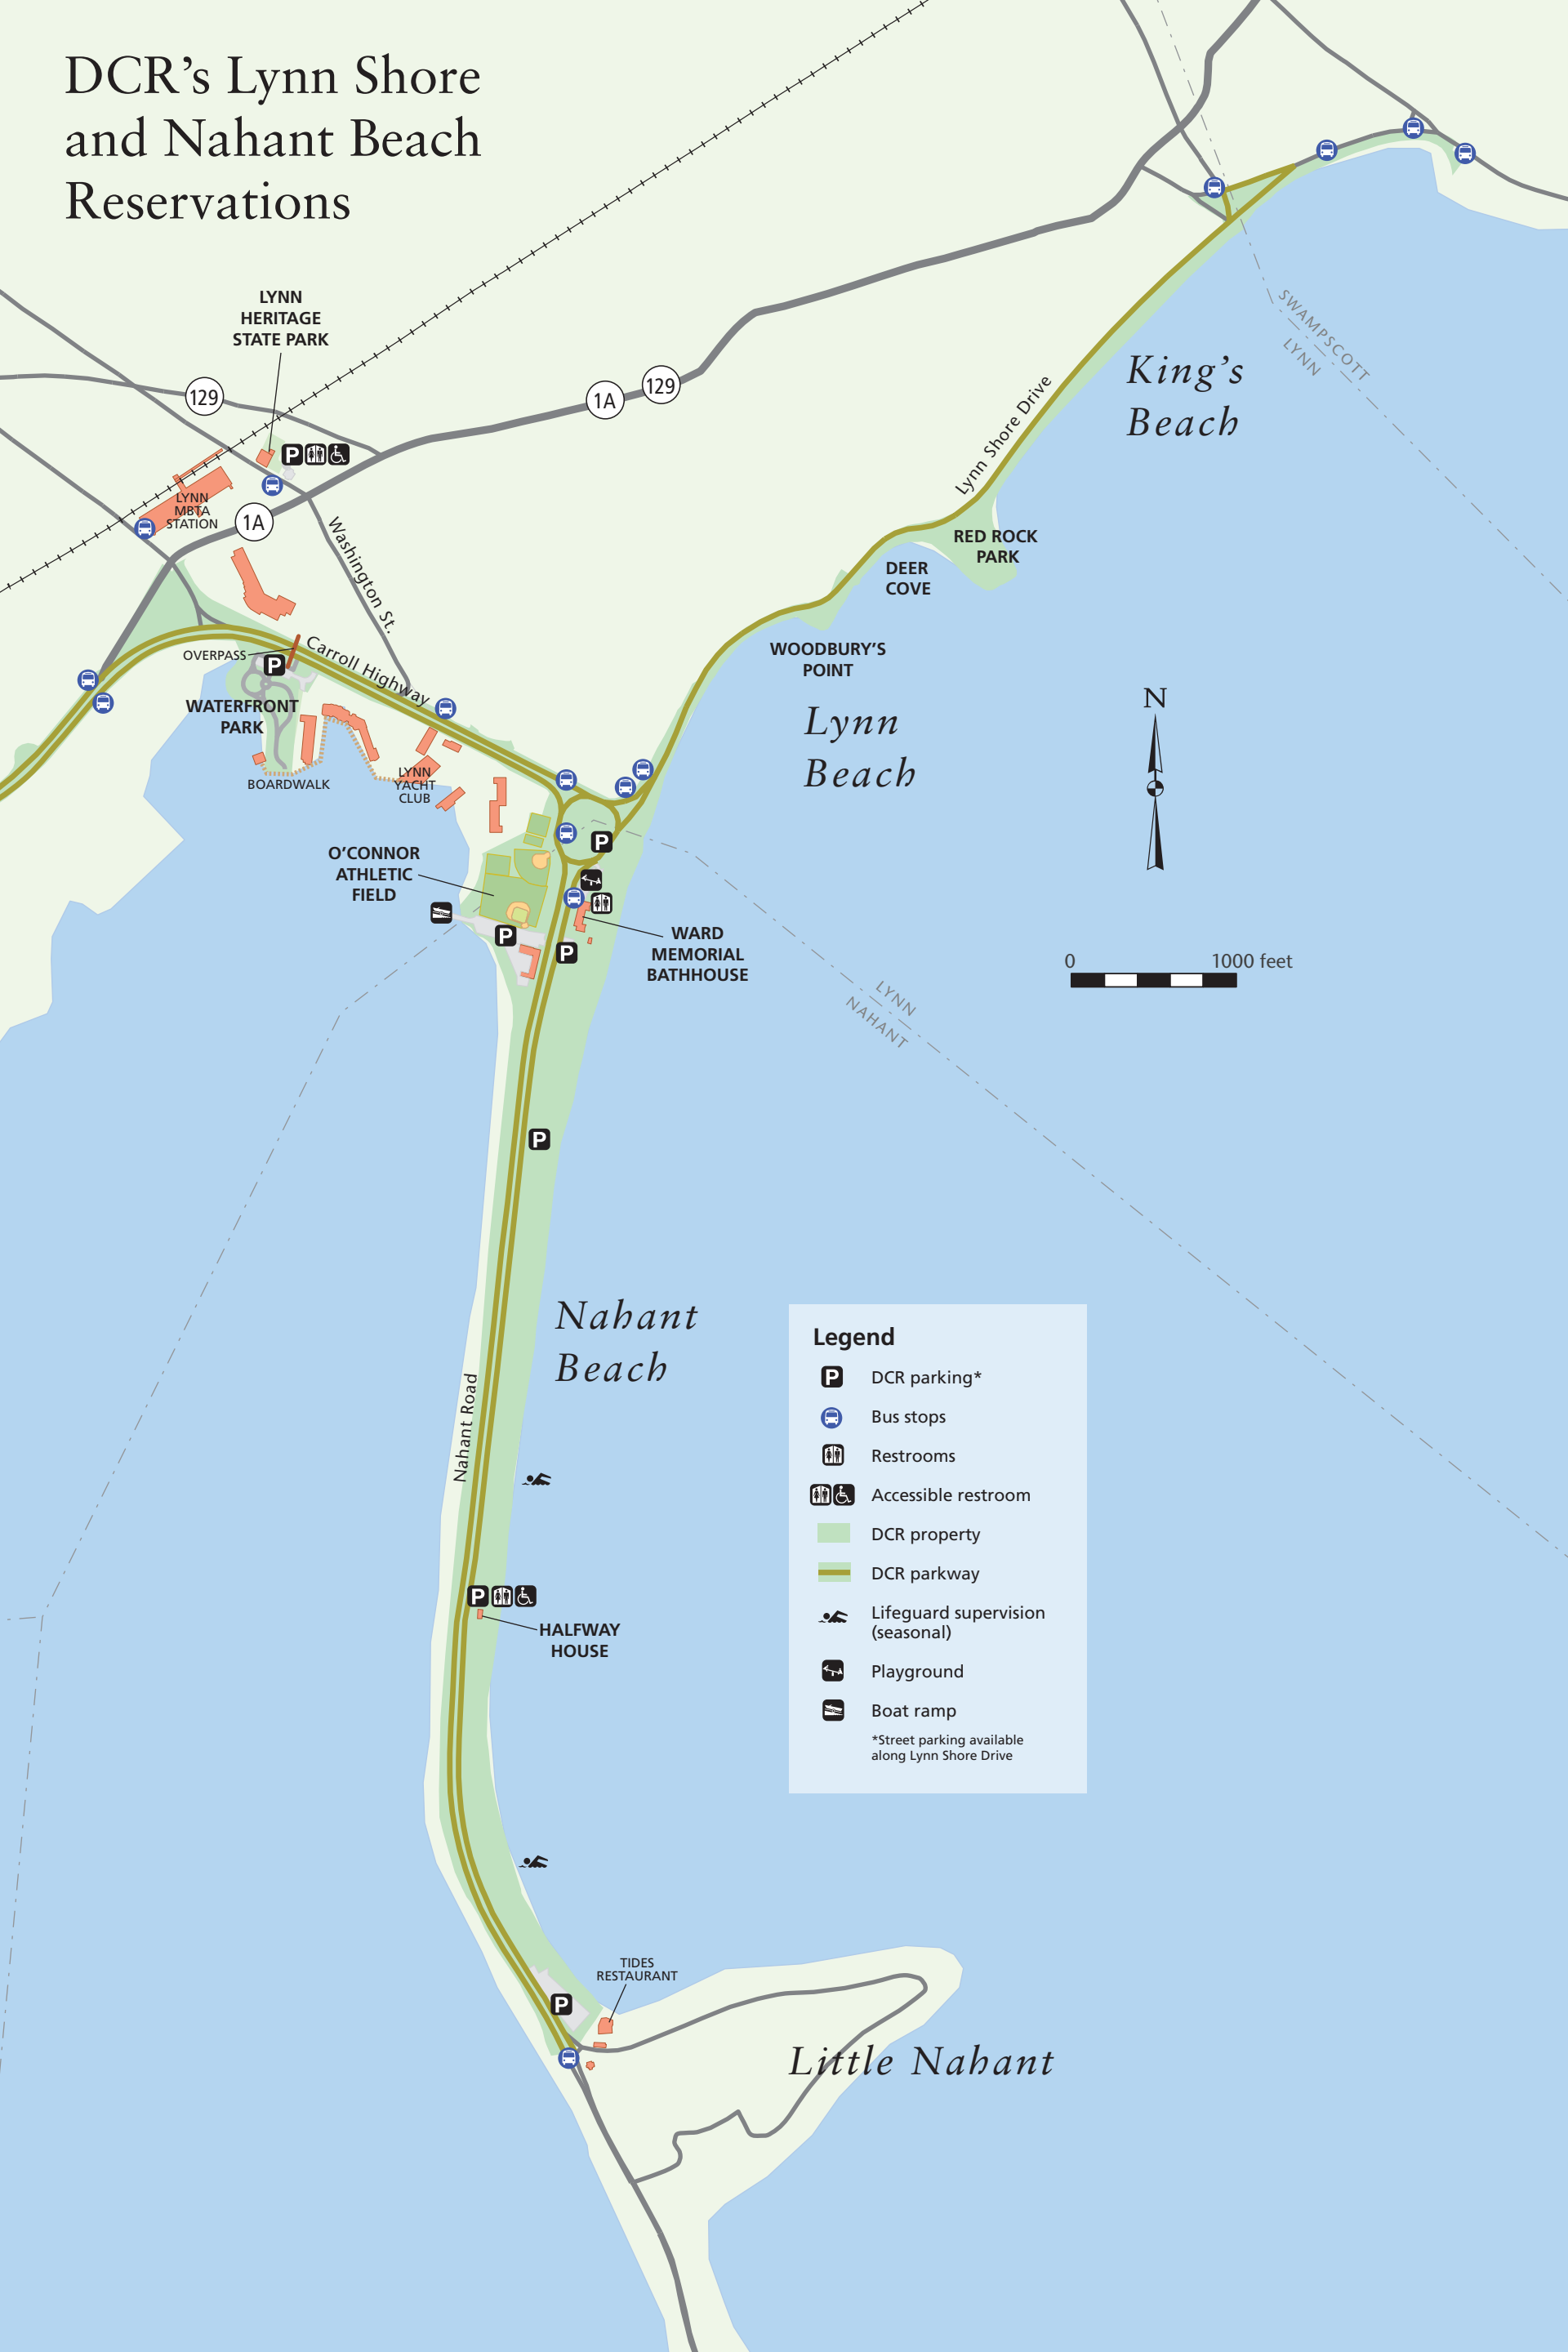 DCR’s Lynn Shore
and Nahant Beach
Reservations
LYNN
HERITAGE
STATE PARK
129
1A
129
P
LYNN
MBTA
STATION
1A
Washington St.
Lynn Shore Drive
King’s
Beach
SWAMPSCOTT
LYNN
RED ROCK
PARK
DEER
COVE
WOODBURY’S
POINT
Lynn
Beach
OVERPASS
P
Carroll Highway
WATERFRONT
PARK
BOARDWALK
LYNN
YACHT
CLUB
N
O’CONNOR
ATHLETIC
FIELD
P
P
P
WARD
MEMORIAL
BATHHOUSE
LYNN
NAHANT
0 1000 feet
P
Nahant
Beach
Nahant Road
P
HALFWAY
HOUSE
Legend
P DCR parking*
Bus stops
Restrooms
Accessible restroom
DCR property
DCR parkway
Lifeguard supervision
(seasonal)
Playground
Boat ramp
*Street parking available
along Lynn Shore Drive
TIDES
RESTAURANT
P
Little Nahant